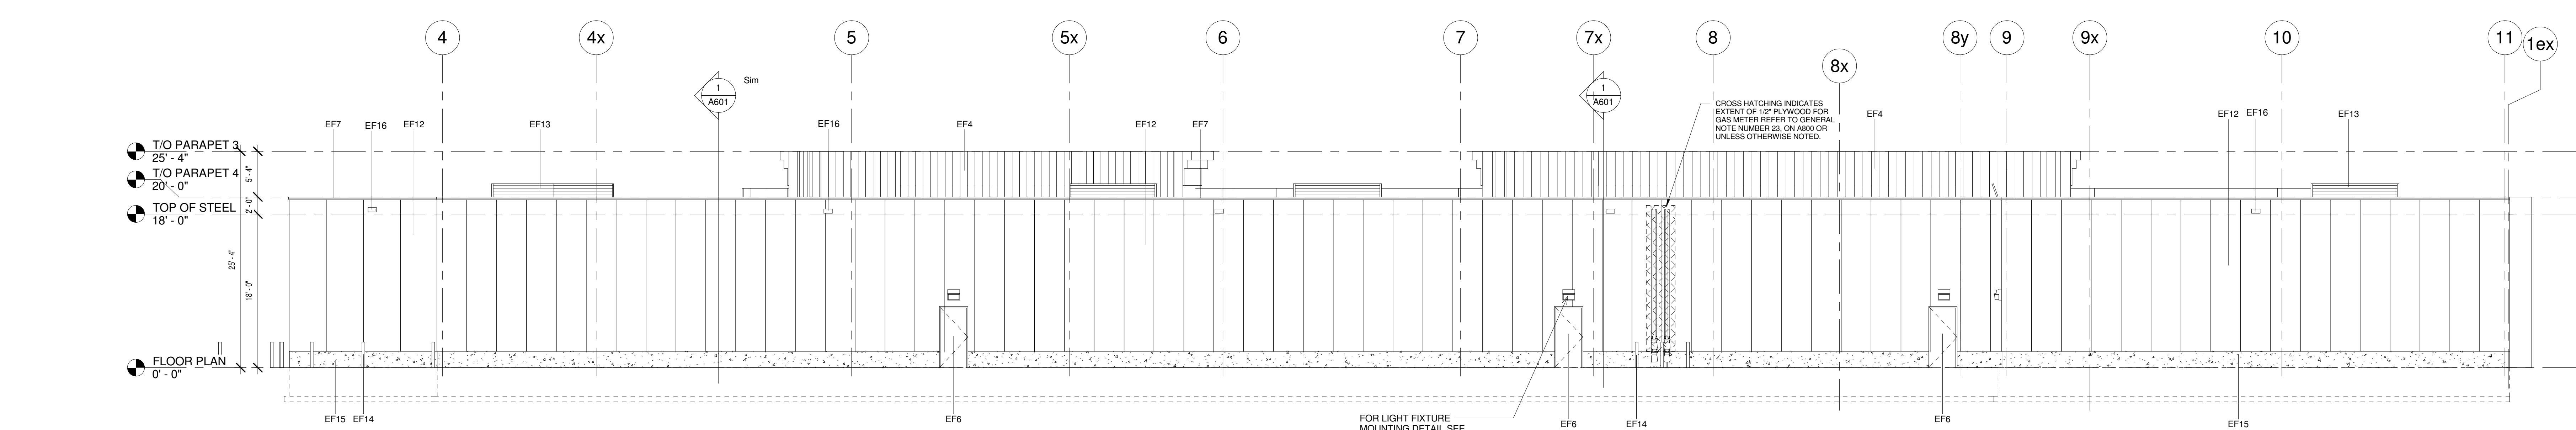 4
4x
5
5x
6
7
7x
8
8x
8y
9
9x
10
11
1ex
1
A601
Sim
1
A601
CROSS HATCHING INDICATES
EXTENT OF 1/2" PLYWOOD FOR
GAS METER REFER TO GENERAL
NOTE NUMBER 23, ON A800 OR
UNLESS OTHERWISE NOTED.
EF7
EF16
EF12
EF13
EF16
EF4
EF12
EF7
EF4
EF12
EF16
EF13
T/O PARAPET 3
25' - 4"
T/O PARAPET 4
20' - 0"
TOP OF STEEL
18' - 0"
FLOOR PLAN
0' - 0"
5' - 4"
2' - 0"
25' - 4"
18' - 0"
EF15
EF14
EF6
FOR LIGHT FIXTURE
MOUNTING DETAIL SEE
EF6
EF14
EF6
EF15